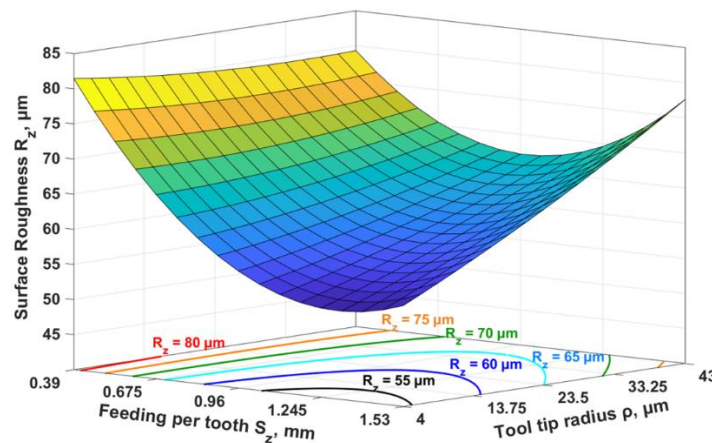 Surface Roughness R_z, µm
85
80
75
70
65
60
55
50
45
R_z = 80 µm
R_z = 75 µm
R_z = 70 µm
R_z = 65 µm
R_z = 60 µm
R_z = 55 µm
0.39
0.675
0.96
1.245
1.53
Feeding per tooth S_z, mm
4
13.75
23.5
33.25
43
Tool tip radius ρ, µm